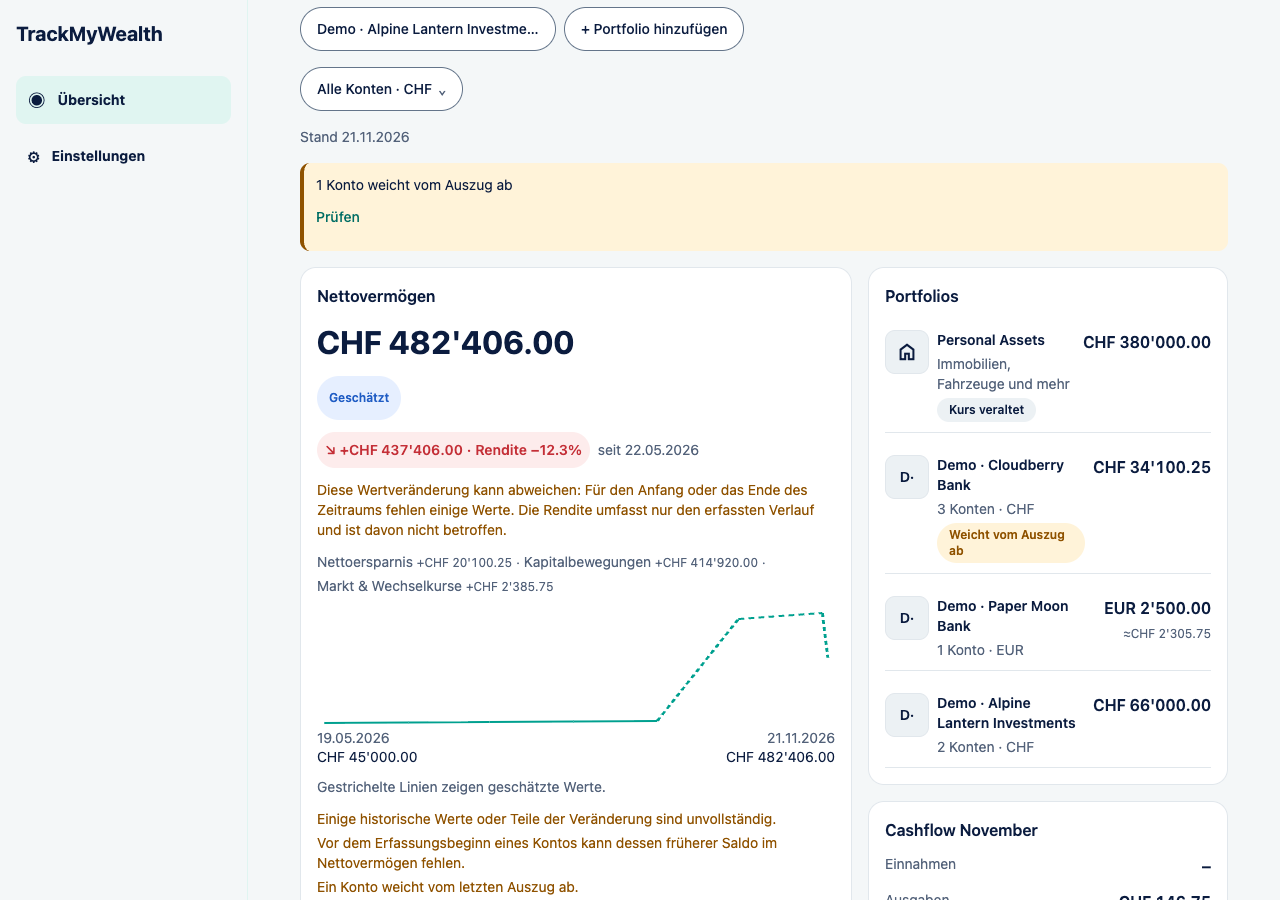 TrackMyWealth
Übersicht
Einstellungen
Demo · Alpine Lantern Investme...
+ Portfolio hinzufügen
Alle Konten · CHF
Stand 21.11.2026
1 Konto weicht vom Auszug ab
Prüfen
Nettovermögen
CHF 482'406.00
Geschätzt
↘ +CHF 437'406.00 · Rendite −12.3% seit 22.05.2026
Diese Wertveränderung kann abweichen: Für den Anfang oder das Ende des
Zeitraums fehlen einige Werte. Die Rendite umfasst nur den erfassten Verlauf
und ist davon nicht betroffen.
Nettoersparnis +CHF 20'100.25 · Kapitalbewegungen +CHF 414'920.00 ·
Markt & Wechselkurse +CHF 2'385.75
19.05.2026
CHF 45'000.00
21.11.2026
CHF 482'406.00
Gestrichelte Linien zeigen geschätzte Werte.
Einige historische Werte oder Teile der Veränderung sind unvollständig.
Vor dem Erfassungsbeginn eines Kontos kann dessen früherer Saldo im
Nettovermögen fehlen.
Ein Konto weicht vom letzten Auszug ab.
Portfolios
Personal Assets
CHF 380'000.00
Immobilien,
Fahrzeuge und mehr
Kurs veraltet
D·
Demo · Cloudberry
Bank
CHF 34'100.25
3 Konten · CHF
Weicht vom Auszug
ab
D·
Demo · Paper Moon
Bank
EUR 2'500.00
≈CHF 2'305.75
1 Konto · EUR
D·
Demo · Alpine
Lantern Investments
CHF 66'000.00
2 Konten · CHF
Cashflow November
Einnahmen
–
Ausgaben
CHF 146.75